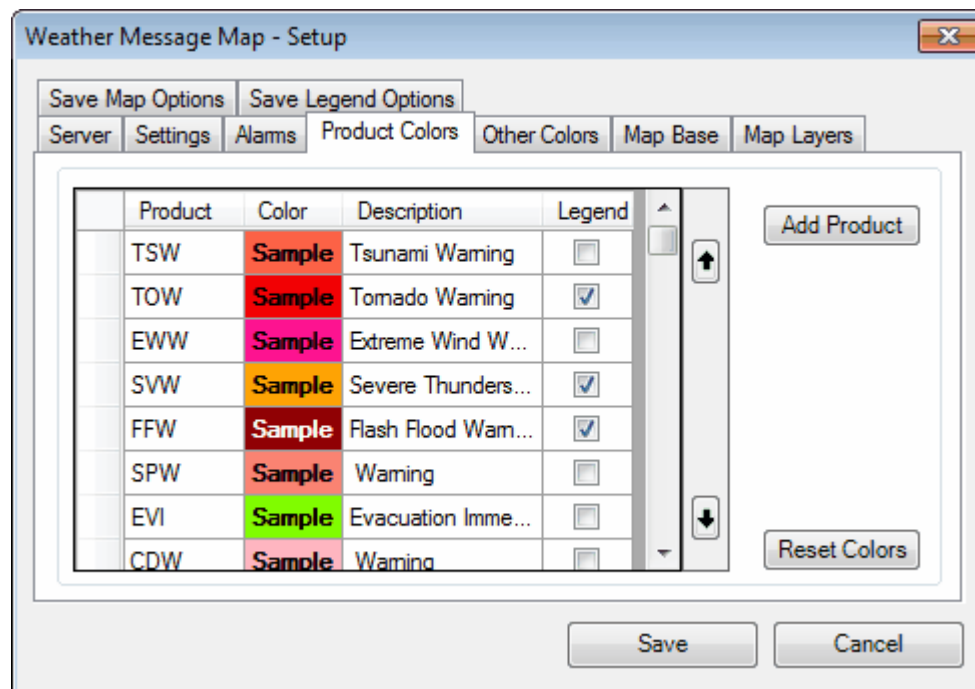 Weather Message Map - Setup
Save Map Options Save Legend Options
Server Settings Alarms Product Colors Other Colors Map Base Map Layers
Product Color Description Legend
Add Product
TSW Sample Tsunami Warning
TOW Sample Tornado Warning
EWW Sample Extreme Wind W...
SVW Sample Severe Thunders...
FFW Sample Flash Flood Warn...
SPW Sample Warning
EVI Sample Evacuation Imme...
CDW Sample Warning
Reset Colors
Save Cancel